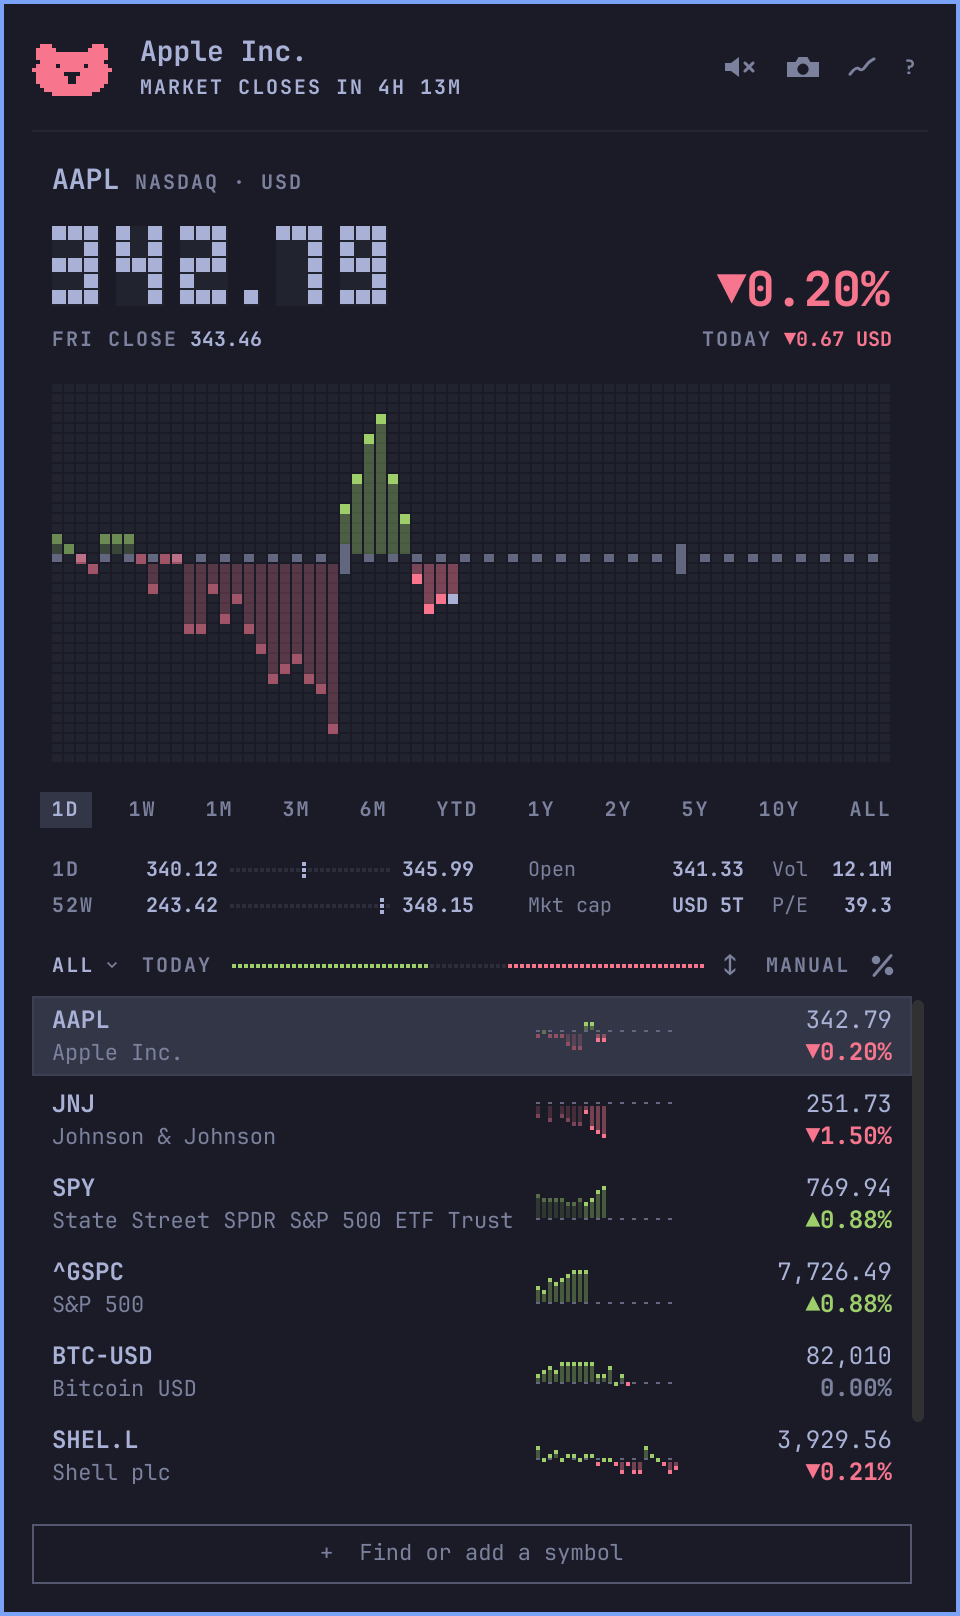 Apple Inc.
MARKET CLOSES IN 4H 13M
?
AAPL NASDAQ · USD
342.79
▼0.20%
FRI CLOSE 343.46
TODAY ▼0.67 USD
1D 1W 1M 3M 6M YTD 1Y 2Y 5Y 10Y ALL
1D 340.12 345.99 Open 341.33 Vol 12.1M
52W 243.42 348.15 Mkt cap USD 5T P/E 39.3
ALL TODAY MANUAL %
AAPL 342.79
Apple Inc. ▼0.20%
JNJ 251.73
Johnson & Johnson ▼1.50%
SPY 769.94
State Street SPDR S&P 500 ETF Trust ▲0.88%
^GSPC 7,726.49
S&P 500 ▲0.88%
BTC-USD 82,010
Bitcoin USD 0.00%
SHEL.L 3,929.56
Shell plc ▼0.21%
+ Find or add a symbol